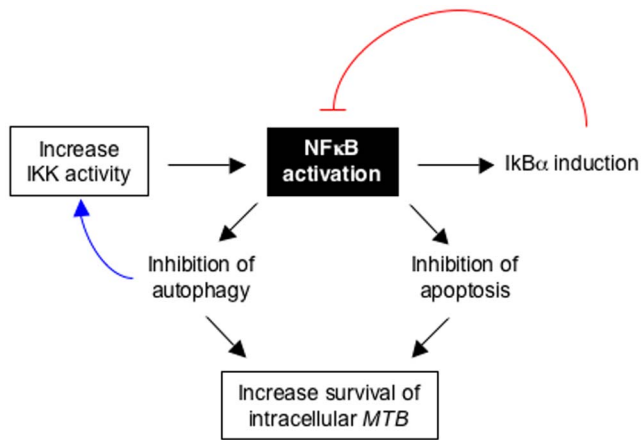 Increase
IKK activity
NFκB
activation
IkBα induction
Inhibition of
autophagy
Inhibition of
apoptosis
Increase survival of
intracellular MTB